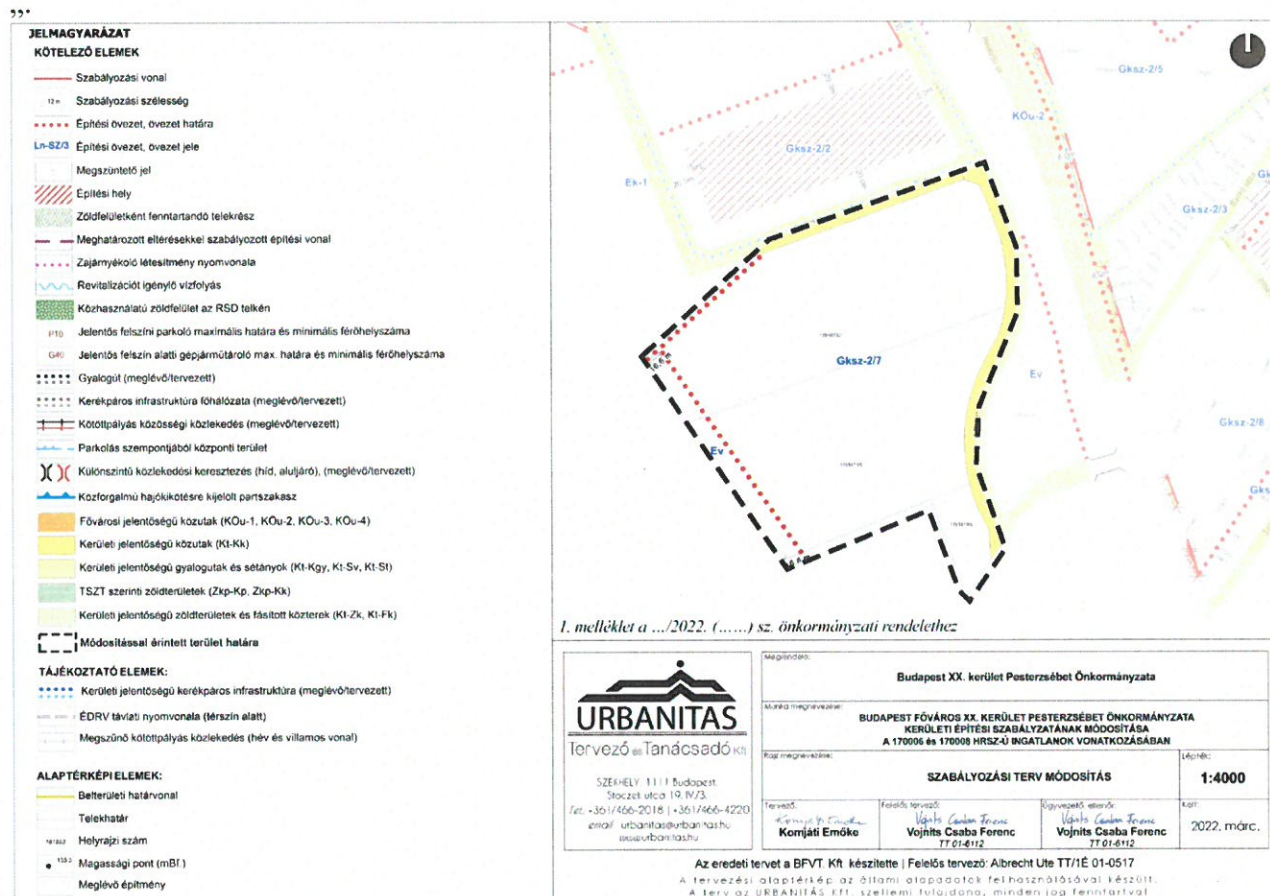 „.
JELMAGYARÁZAT
KÖTELEZŐ ELEMEK
Szabályozási vonal
12 m Szabályozási szélesség
Építési övezet, övezet határa
Ln-SZ/3 Építési övezet, övezet jele
Megszüntető jel
Építési hely
Zöldfelületként fenntartandó telekrész
Meghatározott eltérésekkel szabályozott építési vonal
Zajárnyékoló létesítmény nyomvonala
Revitalizációt igénylő vízfolyás
Közhasználatú zöldfelület az RSD telkén
P10 Jelentős felszíni parkoló maximális határa és minimális férőhelyszáma
G40 Jelentős felszín alatti gépjárműtároló max. határa és minimális férőhelyszáma
Gyalogút (meglévő/tervezett)
Kerékpáros infrastruktúra főhálózata (meglévő/tervezett)
Kötöttpályás közösségi közlekedés (meglévő/tervezett)
Parkolás szempontjából központi terület
Különszintű közlekedési keresztezés (híd, aluljáró), (meglévő/tervezett)
Közforgalmú hajókikötésre kijelölt partszakasz
Fővárosi jelentőségű közutak (KÖu-1, KÖu-2, KÖu-3, KÖu-4)
Kerületi jelentőségű közutak (Kt-Kk)
Kerületi jelentőségű gyalogutak és sétányok (Kt-Kgy, Kt-Sv, Kt-St)
TSZT szerinti zöldterületek (Zkp-Kp, Zkp-Kk)
Kerületi jelentőségű zöldterületek és fásított közterek (Kt-Zk, Kt-Fk)
Módosítással érintett terület határa
TÁJÉKOZTATÓ ELEMEK:
Kerületi jelentőségű kerékpáros infrastruktúra (meglévő/tervezett)
ÉDRV távlati nyomvonala (térszín alatt)
Megszűnő kötöttpályás közlekedés (hév és villamos vonal)
ALAPTÉRKÉPI ELEMEK:
Belterületi határvonal
Telekhatár
Helyrajzi szám
Magassági pont (mBf.)
Meglévő építmény
Gksz-2/5
KÖu-2
Gksz-2/2
Ek-1
Gksz-2/3
Gksz-2/7
Ev
Gksz-2/8
Ev
1. melléklet a .../2022. (......) sz. önkormányzati rendelethez
URBANITAS
Tervező és Tanácsadó Kft
SZÉKHELY: 1111 Budapest
Stoczek utca 19. IV/3.
Tel: +361/466-2018 | +361/466-4220
email: urbanitas@urbanitas.hu
www.urbanitas.hu
Megrendelő:
Budapest XX. kerület Pesterzsébet Önkormányzata
Munka megnevezése:
BUDAPEST FŐVÁROS XX. KERÜLET PESTERZSÉBET ÖNKORMÁNYZATA
KERÜLETI ÉPÍTÉSI SZABÁLYZATÁNAK MÓDOSÍTÁSA
A 170006 és 170008 HRSZ-Ú INGATLANOK VONATKOZÁSÁBAN
Rajz megnevezése:
SZABÁLYOZÁSI TERV MÓDOSÍTÁS
Lépték:
1:4000
Tervező:
Komjáti Emőke
Komjáti Emőke
Felelős tervező:
Vojnits Csaba Ferenc
Vojnits Csaba Ferenc
TT 01-6112
Ügyvezető, ellenőr:
Vojnits Csaba Ferenc
Vojnits Csaba Ferenc
TT 01-6112
Kelt:
2022. márc.
Az eredeti tervet a BFVT. Kft. készítette | Felelős tervező: Albrecht Ute TT/1É 01-0517
A tervezési alaptérkép az állami alapadatok felhasználásával készült.
A terv az URBANITÁS Kft. szellemi tulajdona, minden jog fenntartva!